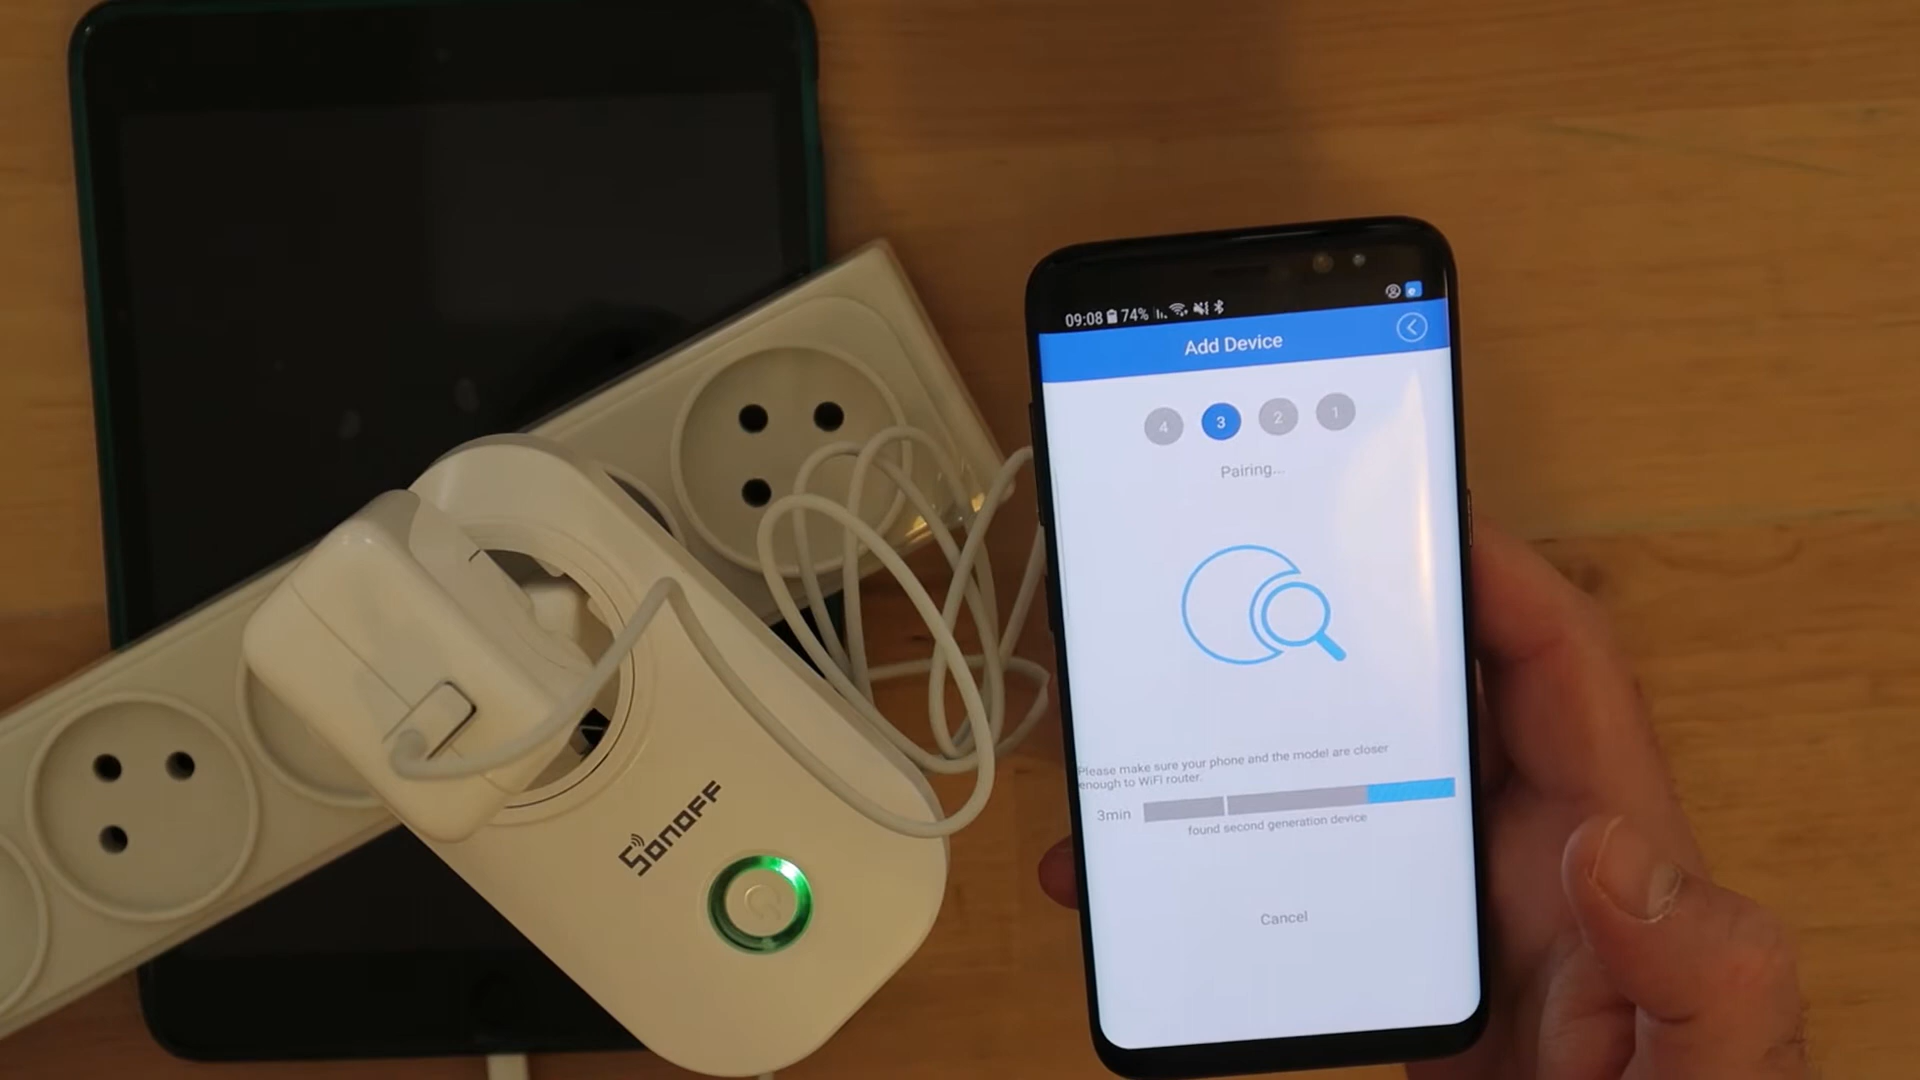 09:08 74%
Add Device
4 3 2 1
Pairing...
Please make sure your phone and the model are closer
enough to WiFi router.
3min
found second generation device
Cancel
SONOFF